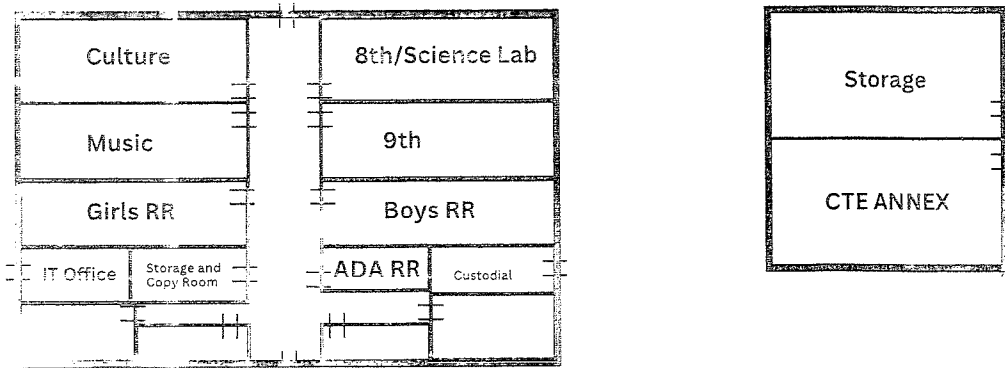 Culture
8th/Science Lab
Storage
Music
9th
CTE ANNEX
Girls RR
Boys RR
IT Office
Storage and
Copy Room
ADA RR
Custodial